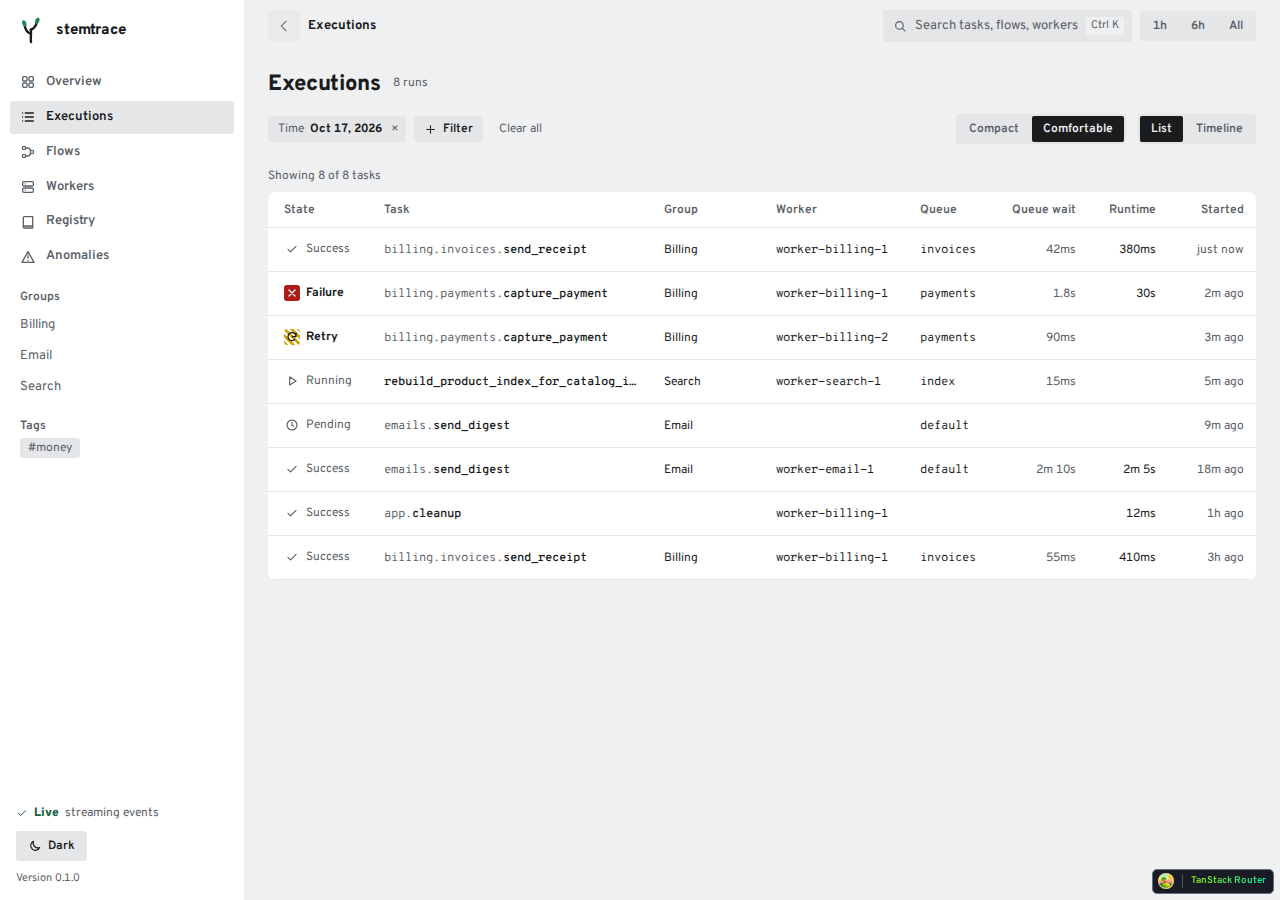 stemtrace
Overview
Executions
Flows
Workers
Registry
Anomalies
Groups
Billing
Email
Search
Tags
#money
Live streaming events
Dark
Version 0.1.0
Executions
Search tasks, flows, workers Ctrl K
1h 6h All
Executions 8 runs
Time Oct 17, 2026 × + Filter Clear all
Compact Comfortable List Timeline
Showing 8 of 8 tasks
State Task Group Worker Queue Queue wait Runtime Started
Success billing.invoices.send_receipt Billing worker-billing-1 invoices 42ms 380ms just now
Failure billing.payments.capture_payment Billing worker-billing-1 payments 1.8s 30s 2m ago
Retry billing.payments.capture_payment Billing worker-billing-2 payments 90ms 3m ago
Running rebuild_product_index_for_catalog_i… Search worker-search-1 index 15ms 5m ago
Pending emails.send_digest Email default 9m ago
Success emails.send_digest Email worker-email-1 default 2m 10s 2m 5s 18m ago
Success app.cleanup worker-billing-1 12ms 1h ago
Success billing.invoices.send_receipt Billing worker-billing-1 invoices 55ms 410ms 3h ago
TanStack Router